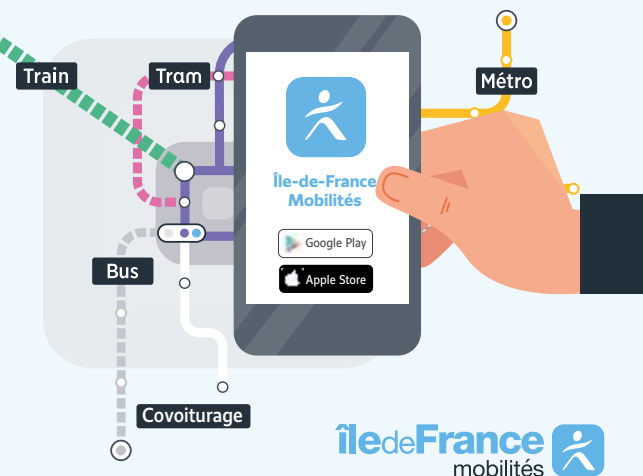 Train
Tram
Métro
Île-de-France
Mobilités
Google Play
Apple Store
Bus
Covoiturage
îledeFrance
mobilités